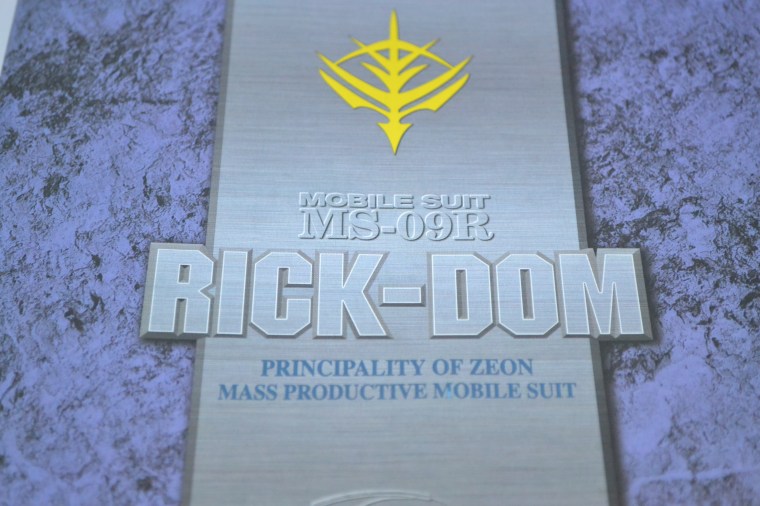 MOBILE SUIT
MS-09R
RICK-DOM
PRINCIPALITY OF ZEON
MASS PRODUCTIVE MOBILE SUIT